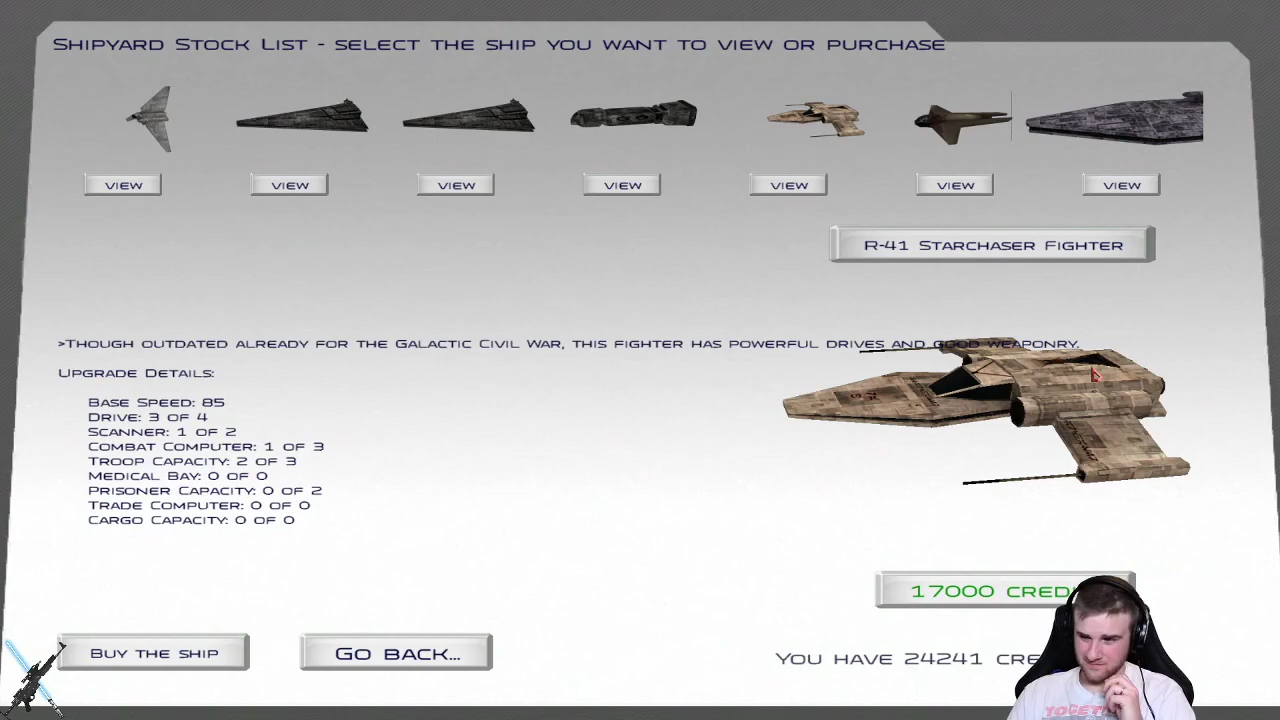 Shipyard Stock List - select the ship you want to view or purchase
view view view view view view view
R-41 Starchaser Fighter
>Though outdated already for the Galactic Civil War, this fighter has powerful drives and good weaponry.
Upgrade Details:
Base Speed: 85
Drive: 3 of 4
Scanner: 1 of 2
Combat Computer: 1 of 3
Troop Capacity: 2 of 3
Medical Bay: 0 of 0
Prisoner Capacity: 0 of 2
Trade Computer: 0 of 0
Cargo Capacity: 0 of 0
17000
Buy the ship
Go back...
You have 24241